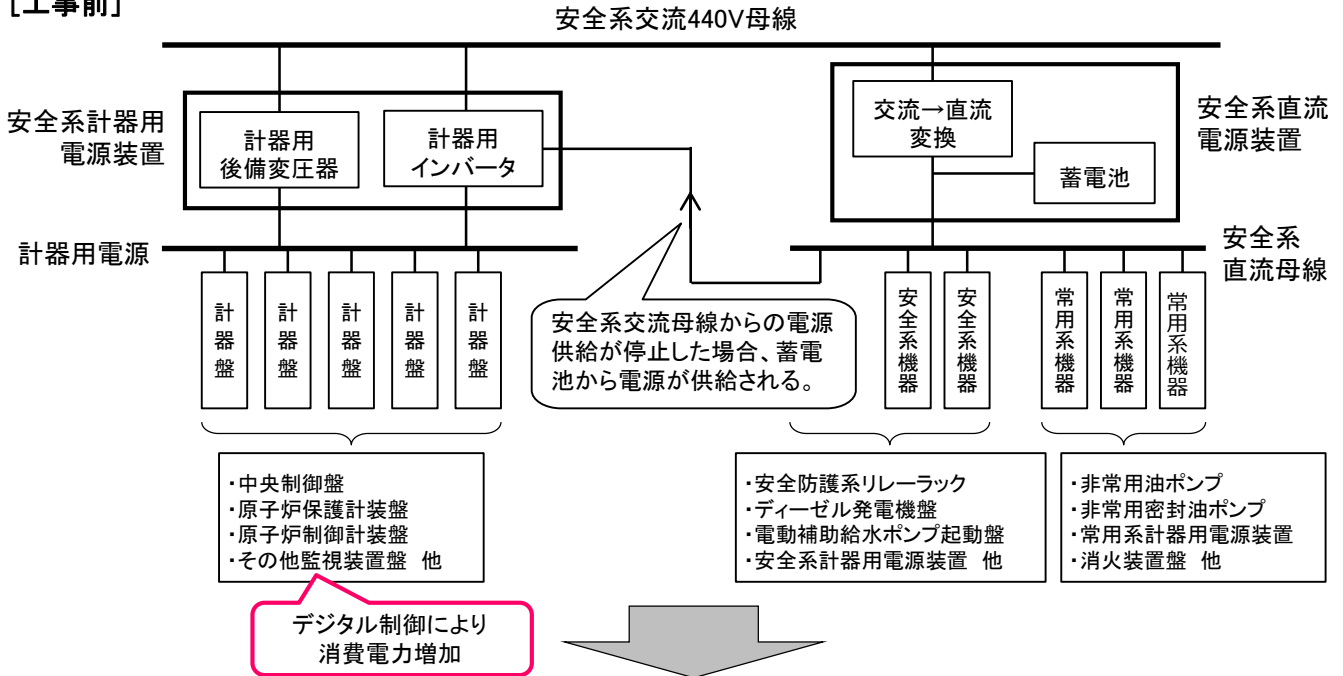 [工事前]
安全系交流440V母線
安全系計器用
電源装置
計器用
後備変圧器
計器用
インバータ
交流→直流
変換
蓄電池
安全系直流
電源装置
計器用電源
安全系
直流母線
計器盤
計器盤
計器盤
計器盤
計器盤
安全系交流母線からの電源
供給が停止した場合、蓄電
池から電源が供給される。
安全系機器
安全系機器
常用系機器
常用系機器
常用系機器
・中央制御盤
・原子炉保護計装盤
・原子炉制御計装盤
・その他監視装置盤 他
・安全防護系リレーラック
・ディーゼル発電機盤
・電動補助給水ポンプ起動盤
・安全系計器用電源装置 他
・非常用油ポンプ
・非常用密封油ポンプ
・常用系計器用電源装置
・消火装置盤 他
デジタル制御により
消費電力増加